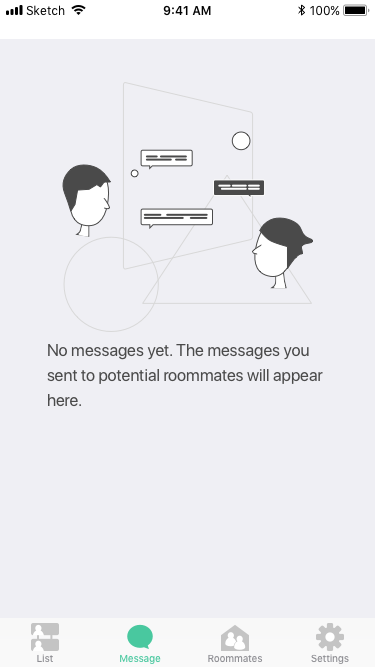 Sketch 9:41 AM 100%
No messages yet. The messages you
sent to potential roommates will appear
here.
List Message Roommates Settings